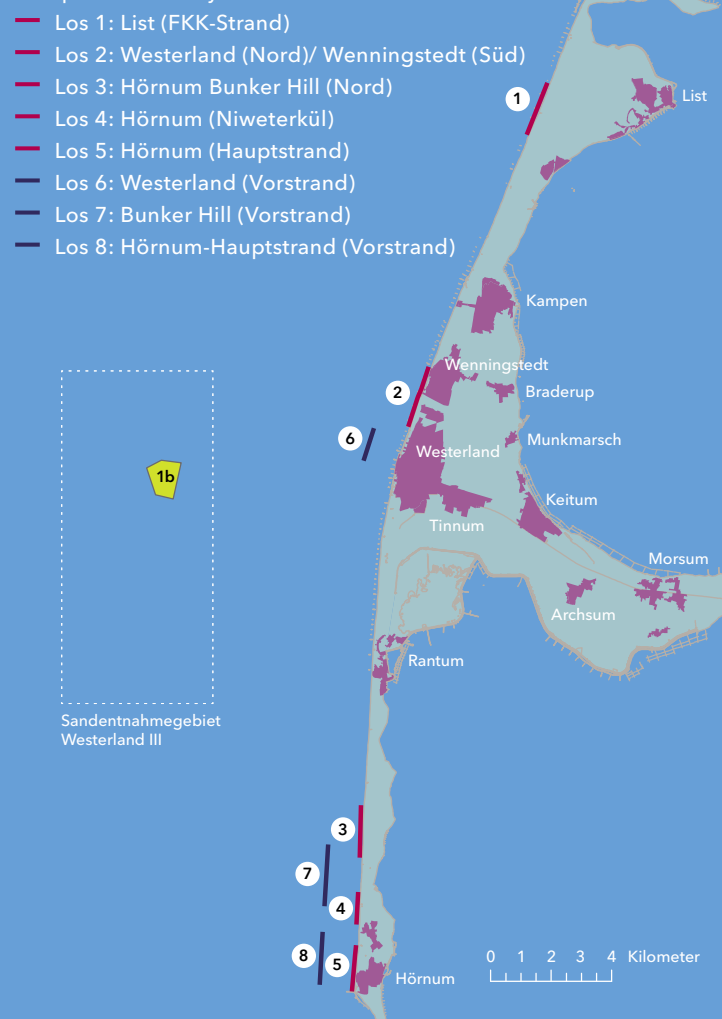 Los 1: List (FKK-Strand)
Los 2: Westerland (Nord)/ Wenningstedt (Süd)
Los 3: Hörnum Bunker Hill (Nord)
Los 4: Hörnum (Niweterkül)
Los 5: Hörnum (Hauptstrand)
Los 6: Westerland (Vorstrand)
Los 7: Bunker Hill (Vorstrand)
Los 8: Hörnum-Hauptstrand (Vorstrand)
1
List
Kampen
Wenningstedt
2
Braderup
6
Munkmarsch
Westerland
1b
Keitum
Tinnum
Morsum
Archsum
Rantum
Sandentnahmegebiet
Westerland III
3
7
4
8
5
Hörnum
0 1 2 3 4 Kilometer